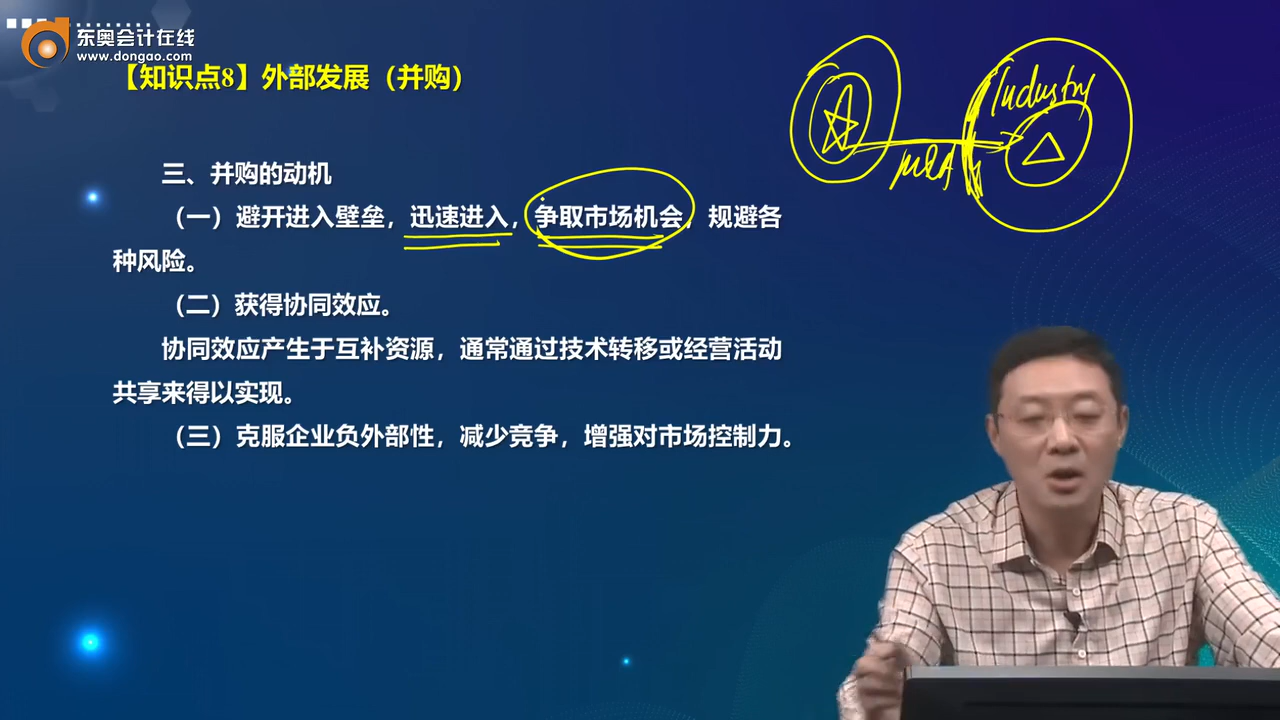 东奥会计在线
www.dongao.com
【知识点8】外部发展（并购）
Industry
M&A
三、并购的动机
（一）避开进入壁垒，迅速进入，争取市场机会，规避各
种风险。
（二）获得协同效应。
协同效应产生于互补资源，通常通过技术转移或经营活动
共享来得以实现。
（三）克服企业负外部性，减少竞争，增强对市场控制力。